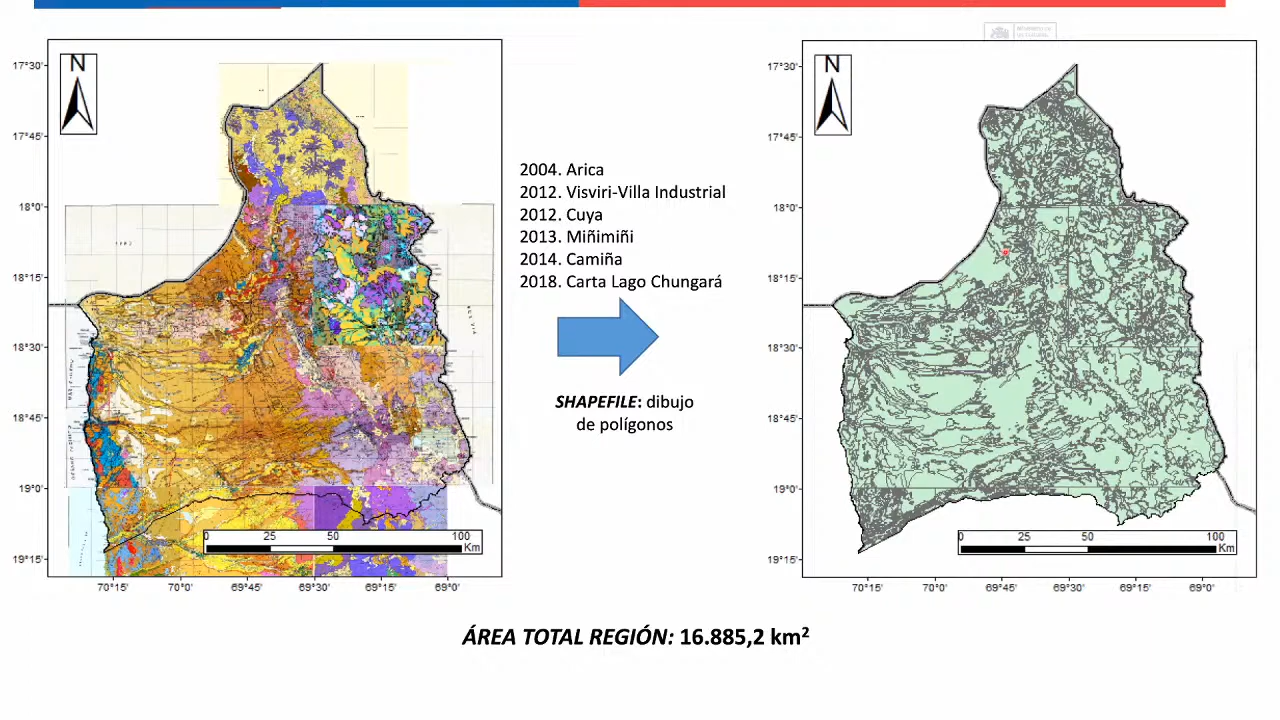 N
17°30'
17°45'
18°0'
18°15'
18°30'
18°45'
19°0'
19°15'
0 25 50 100
Km
70°15' 70°0' 69°45' 69°30' 69°15' 69°0'
2004. Arica
2012. Visviri-Villa Industrial
2012. Cuya
2013. Miñimiñi
2014. Camiña
2018. Carta Lago Chungará
SHAPEFILE: dibujo
de polígonos
N
17°30'
17°45'
18°0'
18°15'
18°30'
18°45'
19°0'
19°15'
0 25 50 100
Km
70°15' 70°0' 69°45' 69°30' 69°15' 69°0'
ÁREA TOTAL REGIÓN: 16.885,2 km²